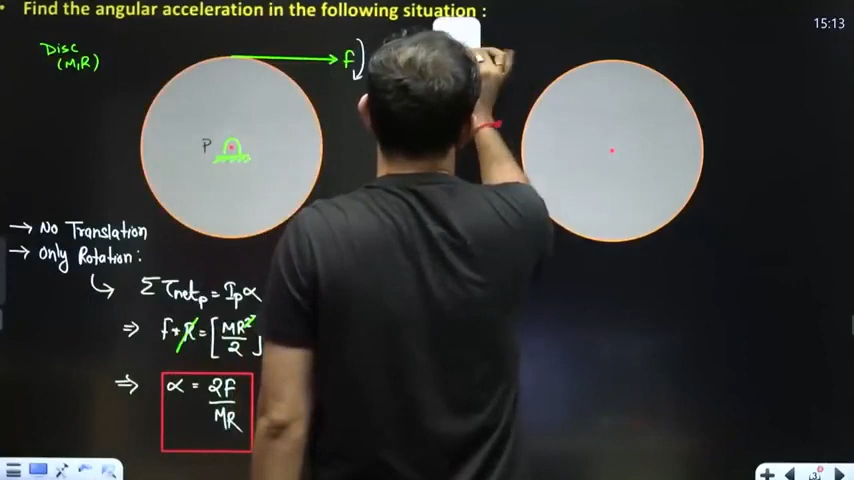 • Find the angular acceleration in the following situation :
15:13
Disc
(M,R)
f
P
→ No Translation
→ Only Rotation:
Στnetₚ = Iₚα
⇒ f*R = [MR²/2]
⇒ α = 2f/MR
3